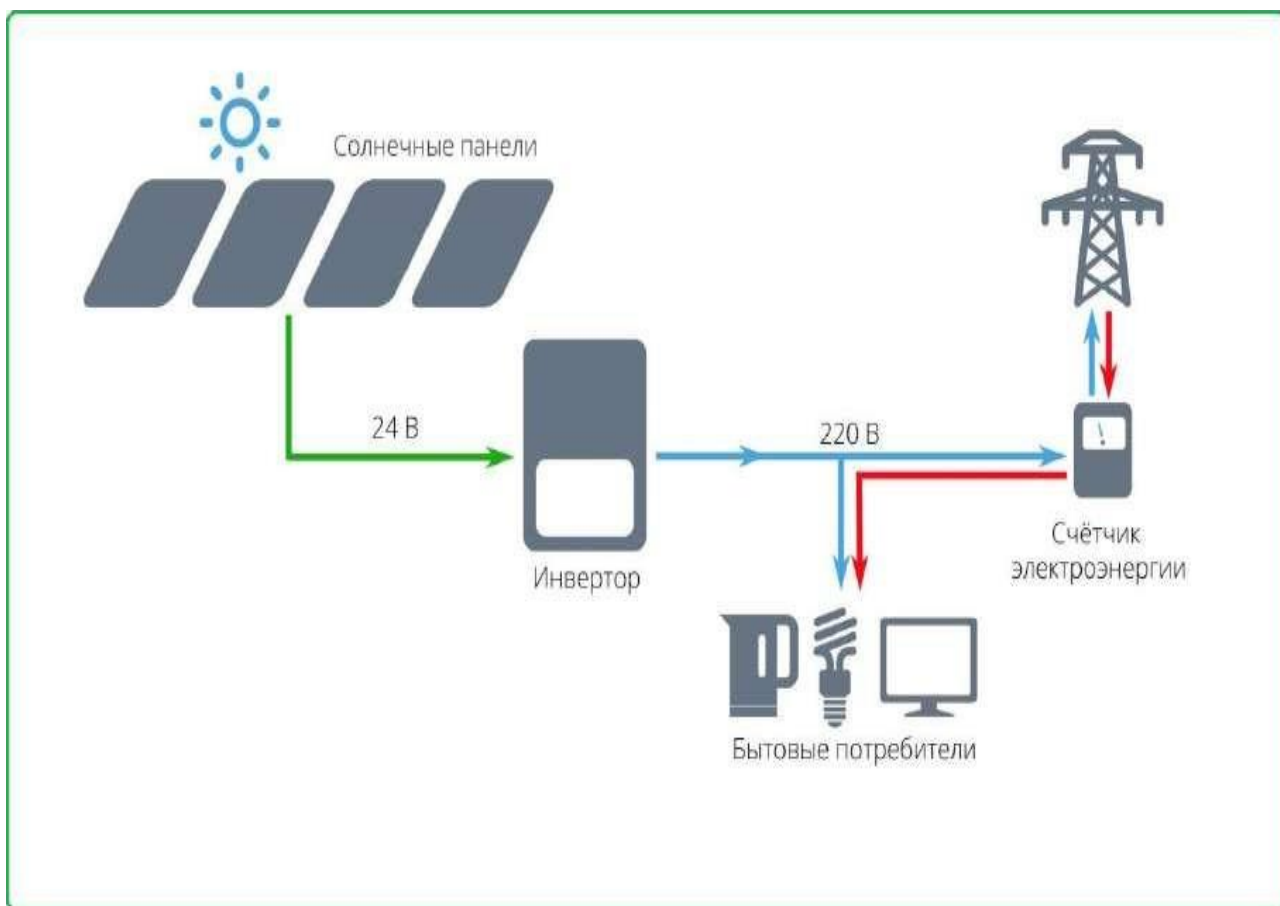 Солнечные панели
24 В
220 В
Инвертор
Счётчик
электроэнергии
Бытовые потребители